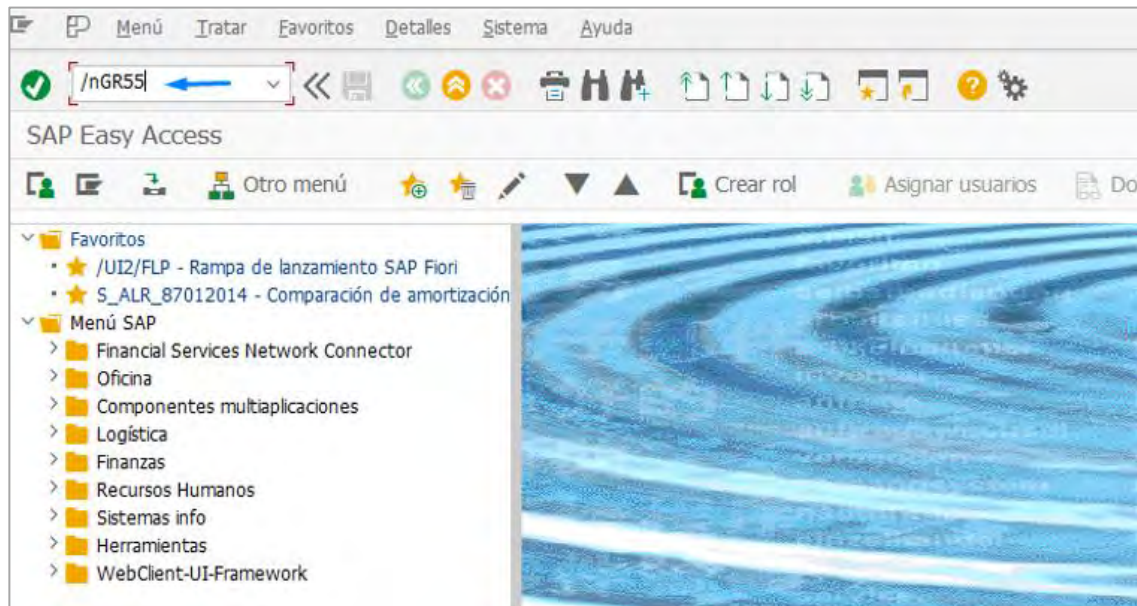 Menú Tratar Favoritos Detalles Sistema Ayuda
/nGR55
SAP Easy Access
Otro menú Crear rol Asignar usuarios Do
Favoritos
/UI2/FLP - Rampa de lanzamiento SAP Fiori
S_ALR_87012014 - Comparación de amortización
Menú SAP
Financial Services Network Connector
Oficina
Componentes multiaplicaciones
Logística
Finanzas
Recursos Humanos
Sistemas info
Herramientas
WebClient-UI-Framework